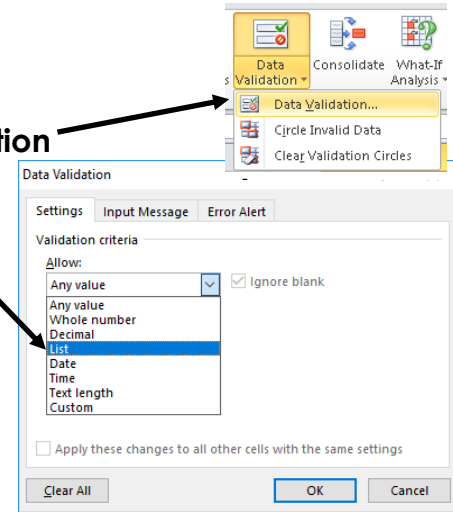 Data Consolidate What-If
s Validation Analysis
Data Validation...
Circle Invalid Data
Clear Validation Circles
tion
Data Validation
Settings Input Message Error Alert
Validation criteria
Allow:
Any value Ignore blank
Any value
Whole number
Decimal
List
Date
Time
Text length
Custom
Apply these changes to all other cells with the same settings
Clear All OK Cancel